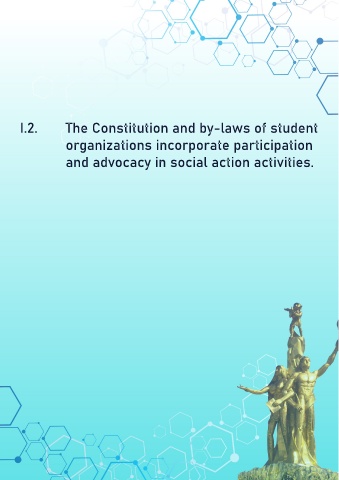 I.2. The Constitution and by-laws of student
organizations incorporate participation
and advocacy in social action activities.